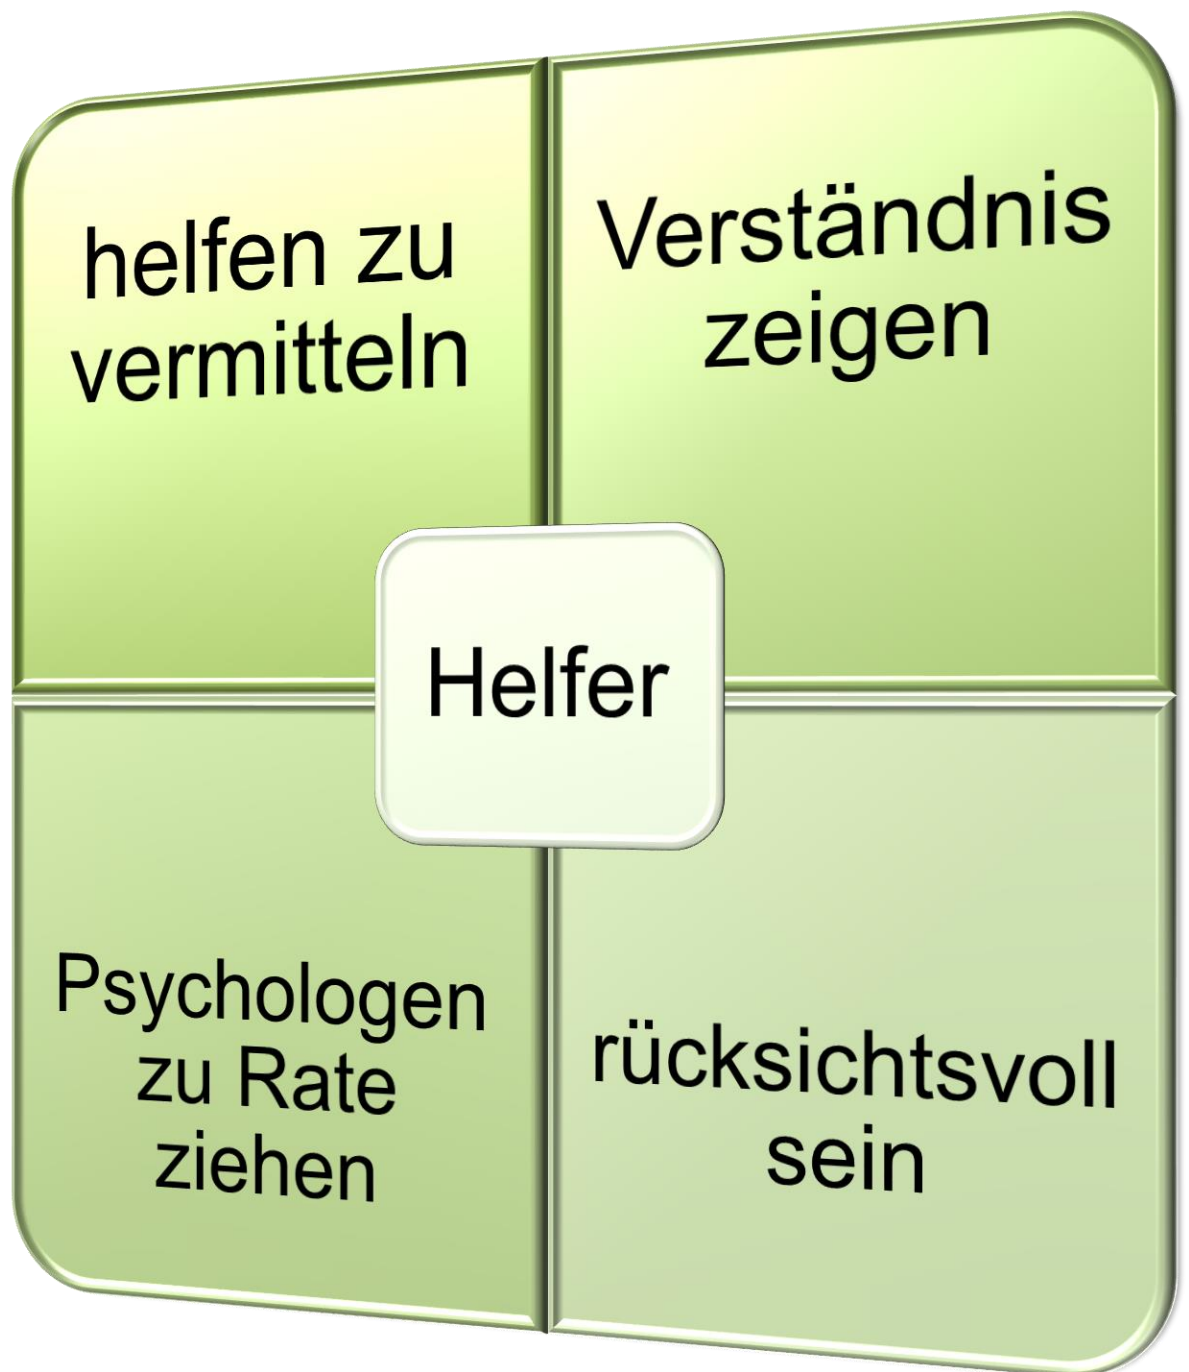 helfen zu
vermitteln
Verständnis
zeigen
Helfer
Psychologen
zu Rate
ziehen
rücksichtsvoll
sein